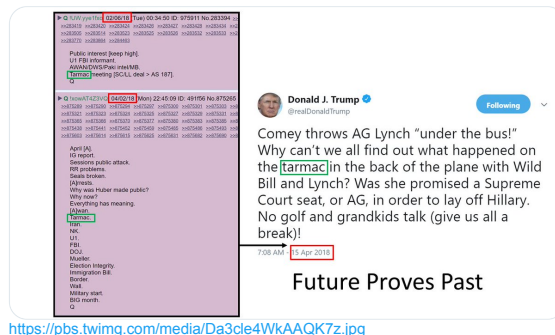 Q !UW.yye1fxo 02/06/18 Tue) 00:34:50 ID: 975911 No.283394
Public interest [keep high].
U1 FBI informant.
AWAN/DWS/Paki intel/MB.
Tarmac meeting [SC/LL deal > AS 187].
Q
04/02/18 Mon) 22:45:09 ID: 491f56 No.875265
April [A].
IG report.
Sessions public attack.
RR problems.
Seals broken.
[A]rrests.
Why was Huber made public?
Why now?
Everything has meaning.
[A]wan.
Tarmac.
Iran.
NK.
U1.
FBI.
DOJ.
Mueller.
Election Integrity.
Immigration Bill.
Border.
Wall.
Military start.
BIG month.
Q
Donald J. Trump
@realDonaldTrump
Following
Comey throws AG Lynch “under the bus!”
Why can’t we all find out what happened on
the tarmac in the back of the plane with Wild
Bill and Lynch? Was she promised a Supreme
Court seat, or AG, in order to lay off Hillary.
No golf and grandkids talk (give us all a
break)!
7:08 AM - 15 Apr 2018
Future Proves Past
https://pbs.twimg.com/media/Da3cle4WkAAQK7z.jpg